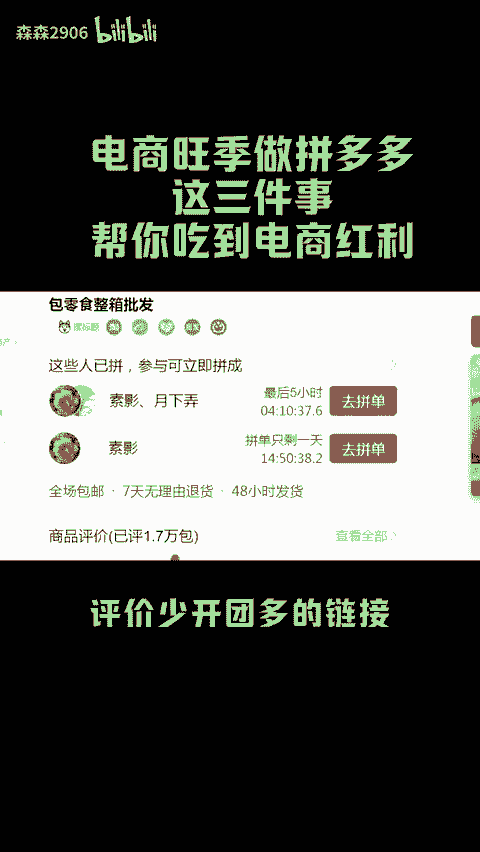 森森2906 bilibili
电商旺季做拼多多
这三件事
帮你吃到电商红利
包零食整箱批发
这些人已拼，参与可立即拼成
素影、月下弄
最后5小时
04:10:37.6
去拼单
素影
拼单只剩一天
14:50:38.2
去拼单
全场包邮 · 7天无理由退货 · 48小时发货
商品评价(已评1.7万包)
查看全部
评价少开团多的链接